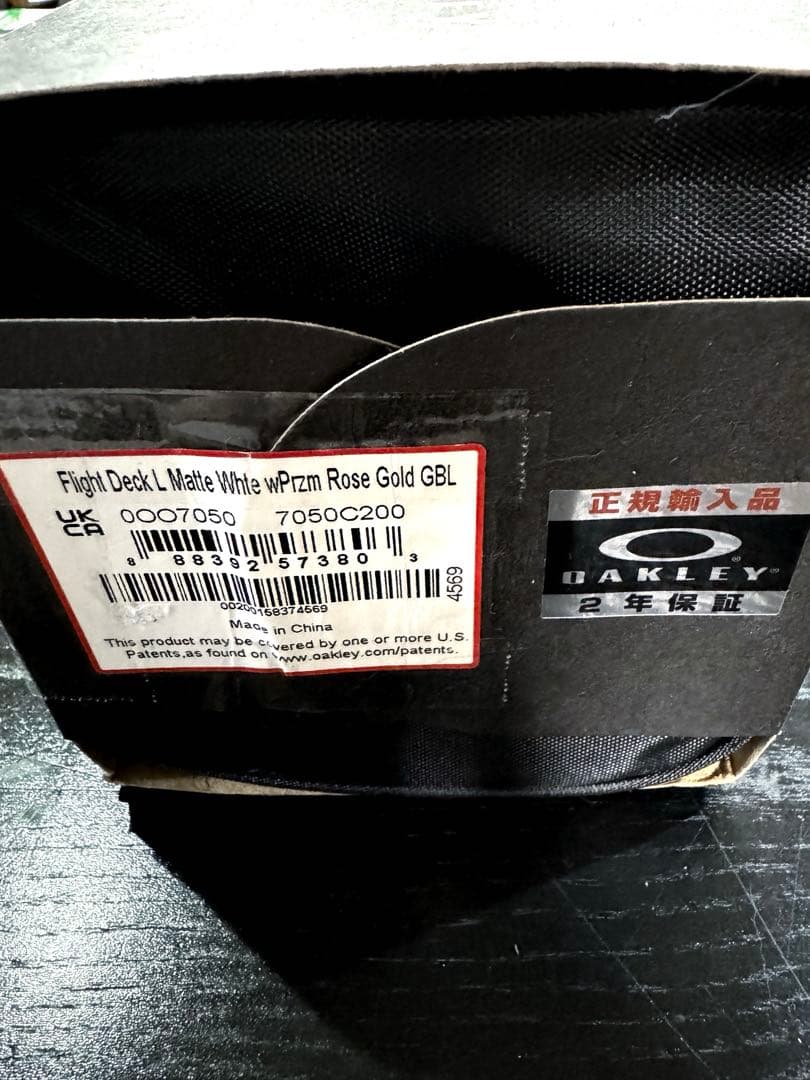 Flight Deck L Matte Whte wPrzm Rose Gold GBL
UK
CA
0OO7050 7050C200
8 88392 57380 3
00200158374569
4569
Made in China
This product may be covered by one or more U.S.
Patents,as found on www.oakley.com/patents.
正規輸入品
OAKLEY
2年保証